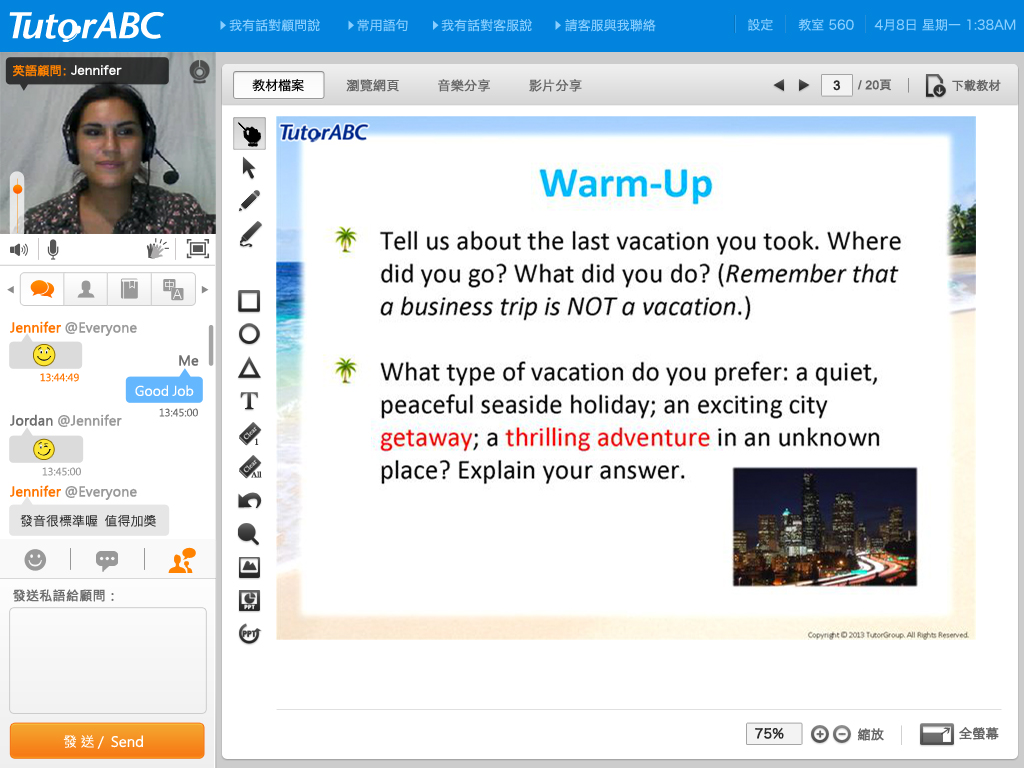 TutorABC
我有話對顧問說
常用語句
我有話對客服說
請客服與我聯絡
設定
教室 560
4月8日 星期一 1:38AM
英語顧問: Jennifer
教材檔案
瀏覽網頁
音樂分享
影片分享
3 / 20頁
下載教材
Jennifer @Everyone
13:44:49
Me
Good Job
13:45:00
Jordan @Jennifer
13:45:00
Jennifer @Everyone
發音很標準喔 值得加獎
發送私語給顧問：
發送 / Send
中
A
T
Clear 1
Clear All
PPT
PPT
TutorABC
Warm-Up
Tell us about the last vacation you took. Where
did you go? What did you do? (Remember that
a business trip is NOT a vacation.)
What type of vacation do you prefer: a quiet,
peaceful seaside holiday; an exciting city
getaway; a thrilling adventure in an unknown
place? Explain your answer.
Copyright © 2013 TutorGroup. All Rights Reserved.
75%
縮放
全螢幕